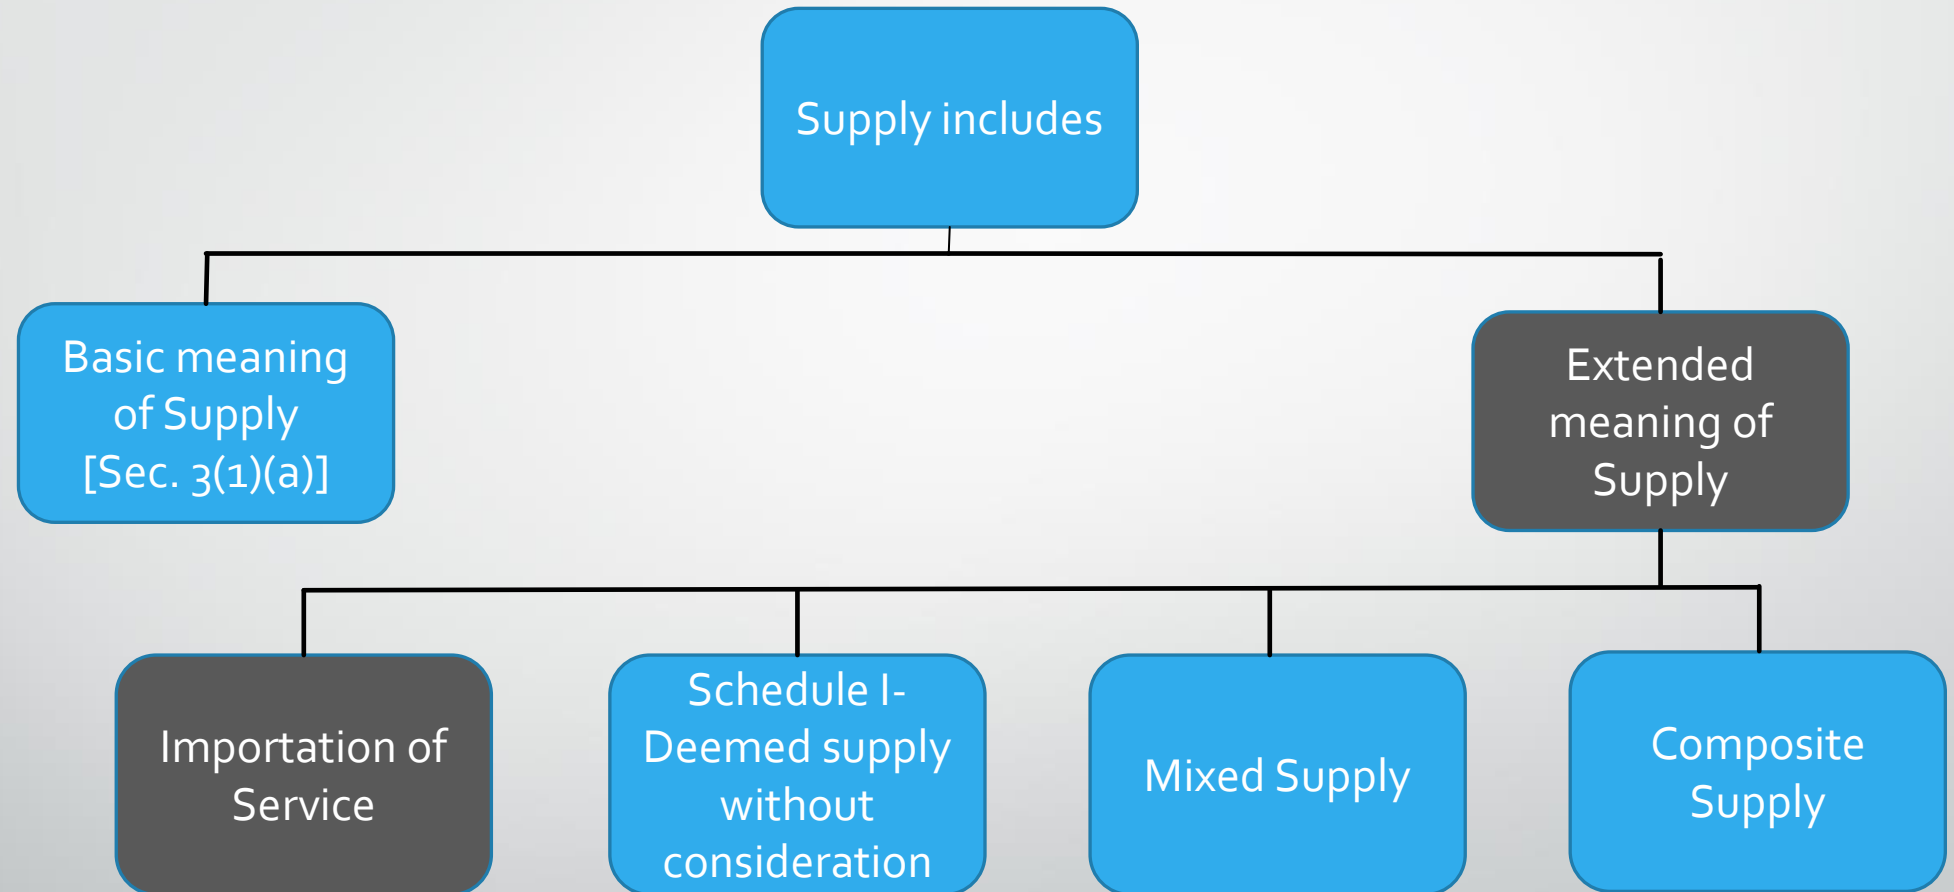 Supply includes
Basic meaning
of Supply
[Sec. 3(1)(a)]
Extended
meaning of
Supply
Importation of
Service
Schedule I-
Deemed supply
without
consideration
Mixed Supply
Composite
Supply